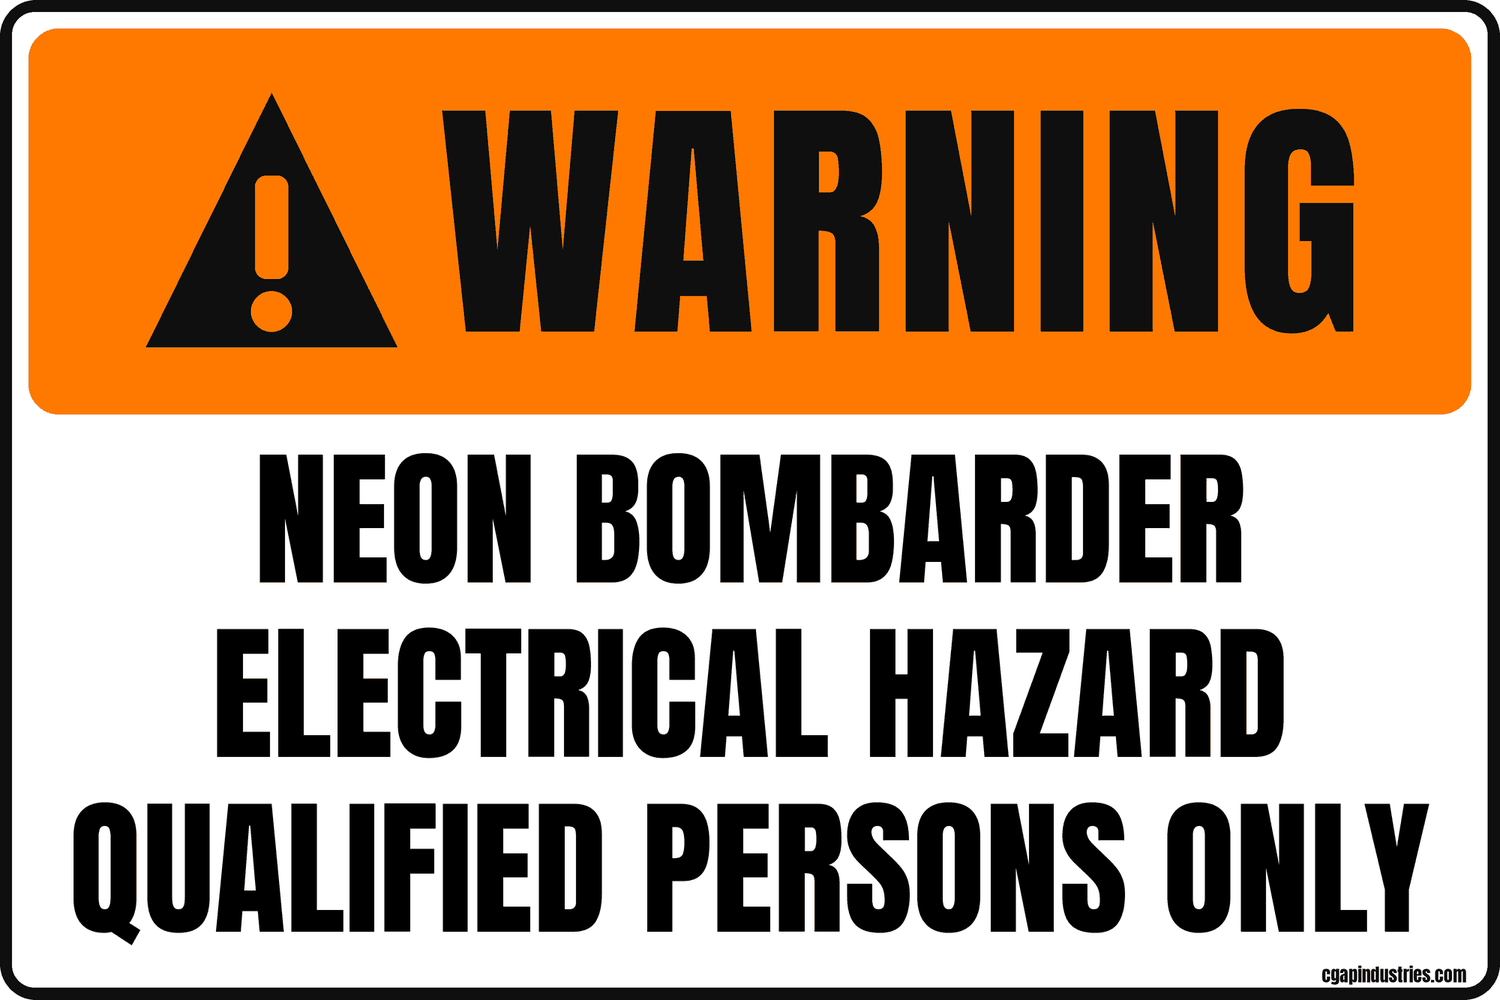 WARNING
NEON BOMBARDER
ELECTRICAL HAZARD
QUALIFIED PERSONS ONLY
cgapindustries.com